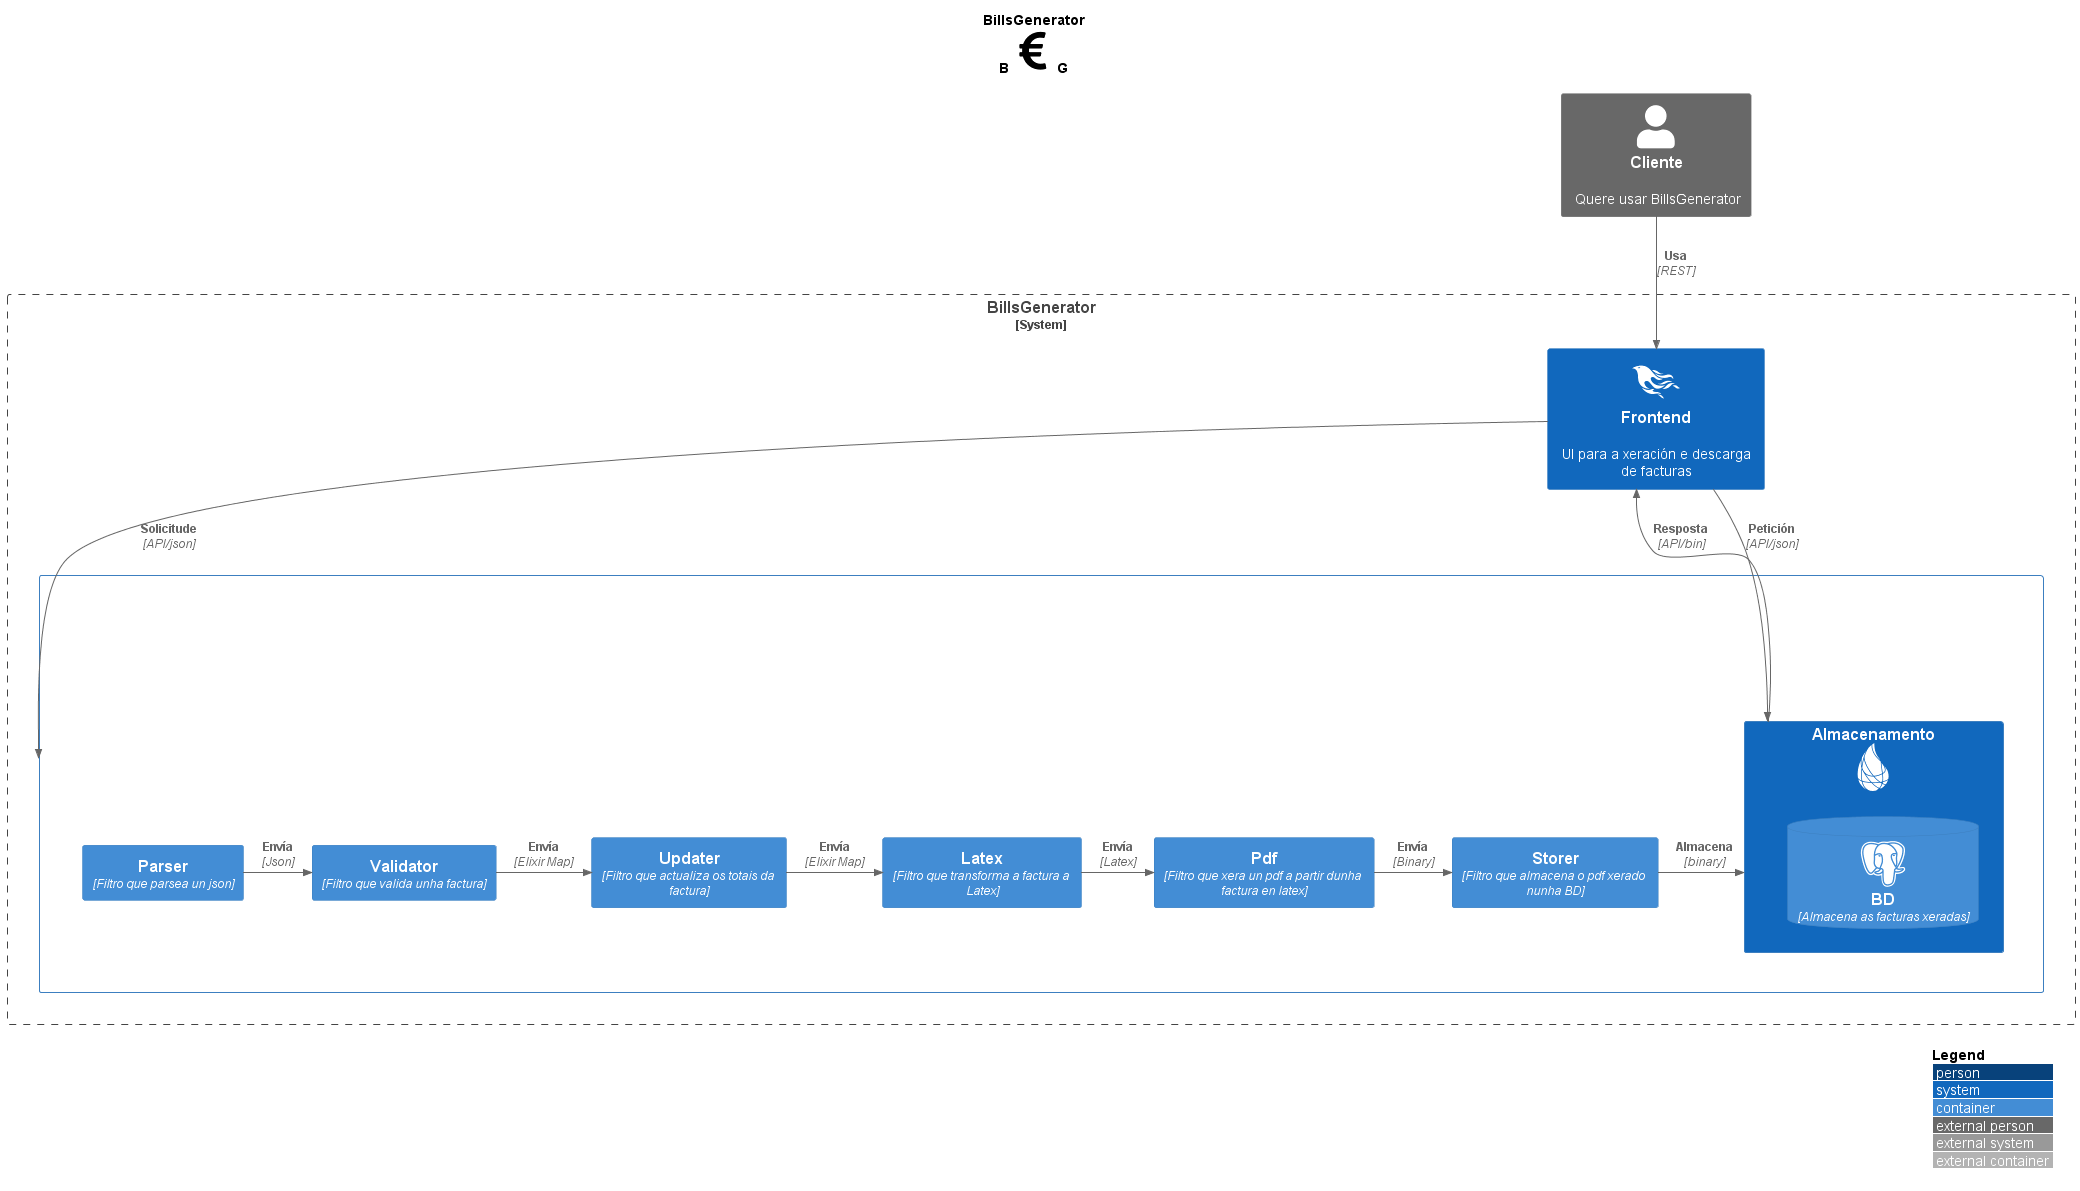 BillsGenerator
B € G
Cliente
Quere usar BillsGenerator
Usa
[REST]
BillsGenerator
[System]
Frontend
UI para a xeración e descarga
de facturas
Solicitude
[API/json]
Resposta
[API/bin]
Petición
[API/json]
Almacenamento
Parser
[Filtro que parsea un json]
Envía
[Json]
Validator
[Filtro que valida unha factura]
Envía
[Elixir Map]
Updater
[Filtro que actualiza os totais da
factura]
Envía
[Elixir Map]
Latex
[Filtro que transforma a factura a
Latex]
Envía
[Latex]
Pdf
[Filtro que xera un pdf a partir dunha
factura en latex]
Envía
[Binary]
Storer
[Filtro que almacena o pdf xerado
nunha BD]
Almacena
[binary]
BD
[Almacena as facturas xeradas]
Legend
person
system
container
external person
external system
external container